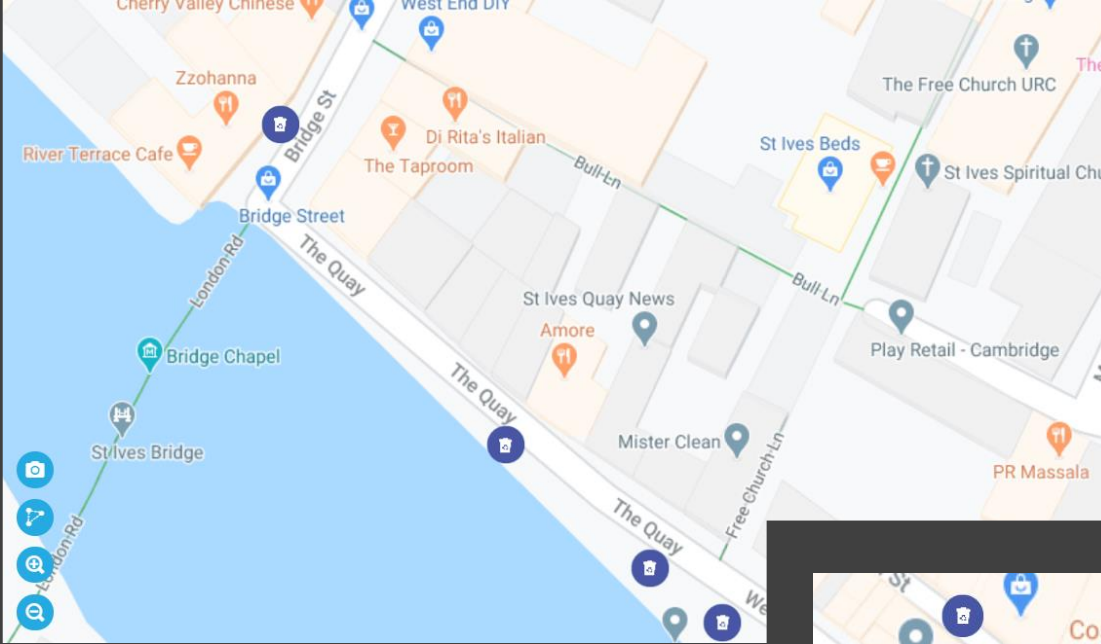 Cherry Valley Chinese
West End DIY
Zzohanna
The Free Church URC
The
Bridge St
River Terrace Cafe
Di Rita's Italian
The Taproom
St Ives Beds
Bull-Ln
St Ives Spiritual Chu
Bridge Street
London-Rd
The Quay
Bull-Ln
St Ives Quay News
Amore
Play Retail - Cambridge
Bridge Chapel
The Quay
St Ives Bridge
Mister Clean
Free-Church-Ln
PR Massala
London-Rd
The Quay
We
St
Co